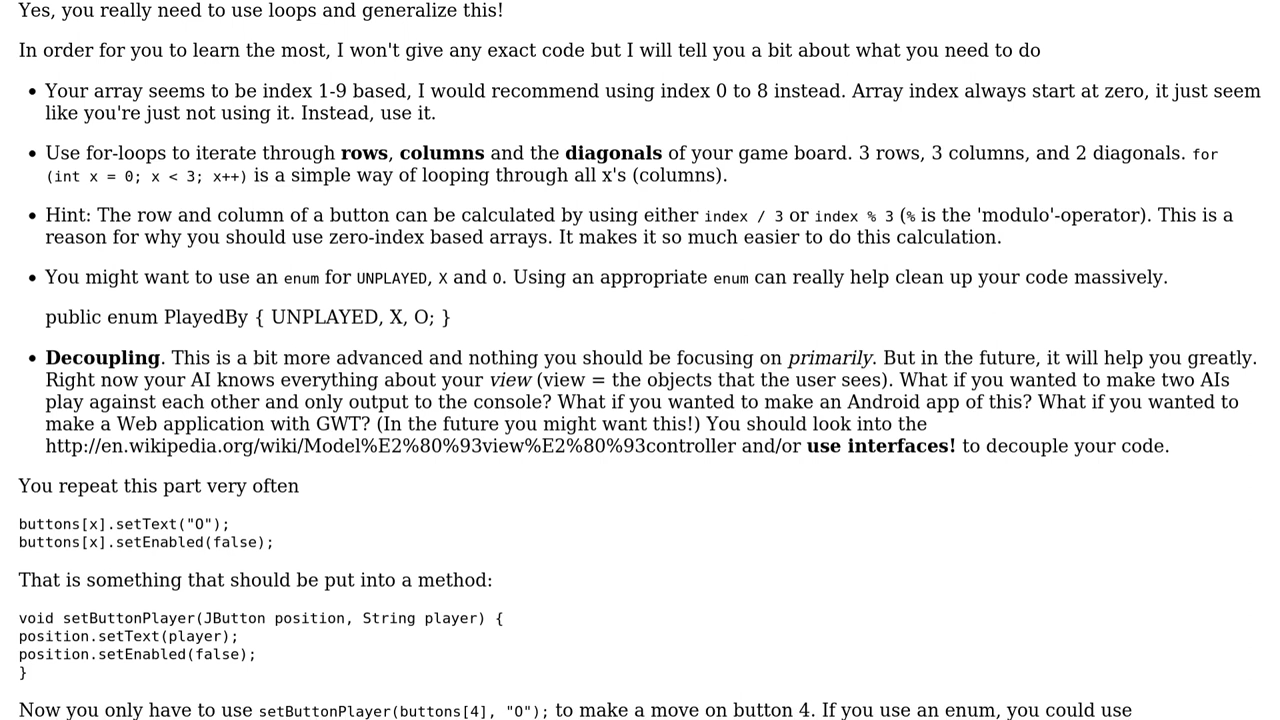 Yes, you really need to use loops and generalize this!
In order for you to learn the most, I won't give any exact code but I will tell you a bit about what you need to do
• Your array seems to be index 1-9 based, I would recommend using index 0 to 8 instead. Array index always start at zero, it just seem
like you're just not using it. Instead, use it.
• Use for-loops to iterate through rows, columns and the diagonals of your game board. 3 rows, 3 columns, and 2 diagonals. for
(int x = 0; x < 3; x++) is a simple way of looping through all x's (columns).
• Hint: The row and column of a button can be calculated by using either index / 3 or index % 3 (% is the 'modulo'-operator). This is a
reason for why you should use zero-index based arrays. It makes it so much easier to do this calculation.
• You might want to use an enum for UNPLAYED, X and O. Using an appropriate enum can really help clean up your code massively.
public enum PlayedBy { UNPLAYED, X, O; }
• Decoupling. This is a bit more advanced and nothing you should be focusing on primarily. But in the future, it will help you greatly.
Right now your AI knows everything about your view (view = the objects that the user sees). What if you wanted to make two AIs
play against each other and only output to the console? What if you wanted to make an Android app of this? What if you wanted to
make a Web application with GWT? (In the future you might want this!) You should look into the
http://en.wikipedia.org/wiki/Model%E2%80%93view%E2%80%93controller and/or use interfaces! to decouple your code.
You repeat this part very often
buttons[x].setText("O");
buttons[x].setEnabled(false);
That is something that should be put into a method:
void setButtonPlayer(JButton position, String player) {
position.setText(player);
position.setEnabled(false);
}
Now you only have to use setButtonPlayer(buttons[4], "O"); to make a move on button 4. If you use an enum, you could use